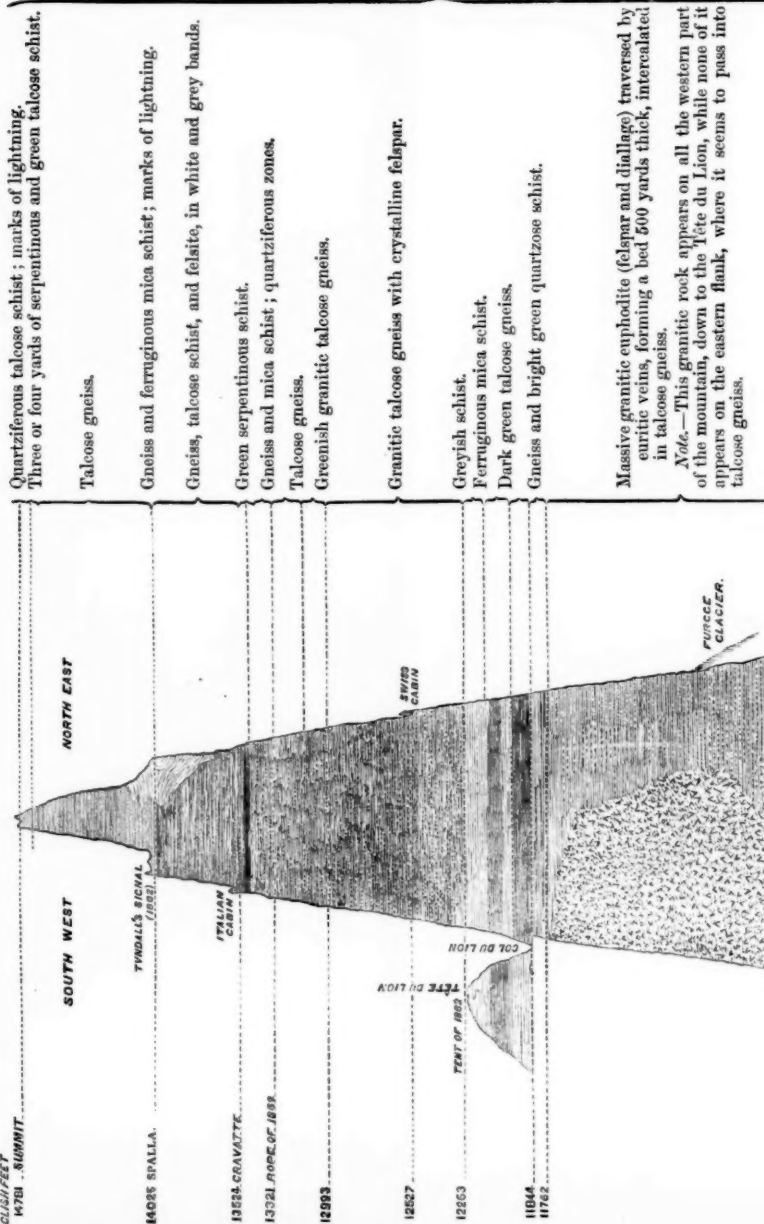 FEET
14781 SUMMIT
14025 SPALLA.
13524 CRAVATTE.
13321 ROPE OF
12993
12527
12263
11844
11762
SOUTH WEST
NORTH EAST
TYNDALL'S SIGNAL
(1862)
ITALIAN
CABIN
SWISS
CABIN
TÊTE DU LION
COL DU LION
TENT OF 1862
FURGGE
GLACIER.
Quartziferous talcose schist; marks of lightning.
Three or four yards of serpentinous and green talcose schist.
Talcose gneiss.
Gneiss and ferruginous mica schist; marks of lightning.
Gneiss, talcose schist, and felsite, in white and grey bands.
Green serpentinous schist.
Gneiss and mica schist; quartziferous zones.
Talcose gneiss.
Greenish granitic talcose gneiss.
Granitic talcose gneiss with crystalline felspar.
Greyish schist.
Ferruginous mica schist.
Dark green talcose gneiss.
Gneiss and bright green quartzose schist.
Massive granitic euphodite (felspar and diallage) traversed by
euritic veins, forming a bed 500 yards thick, intercalated
in talcose gneiss.
Note.—This granitic rock appears on all the western part
of the mountain, down to the Tête du Lion, while none of it
appears on the eastern flank, where it seems to pass into
talcose gneiss.